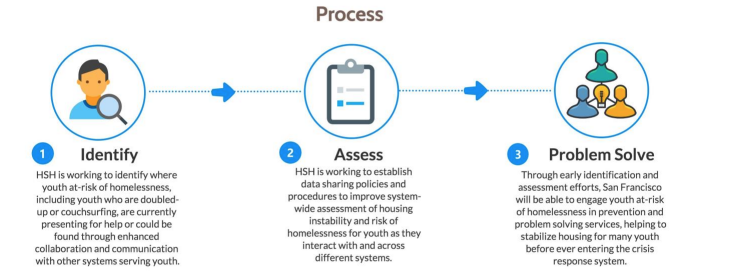 Process
1 Identify
HSH is working to identify where
youth at-risk of homelessness,
including youth who are doubled-
up or couchsurfing, are currently
presenting for help or could be
found through enhanced
collaboration and communication
with other systems serving youth.
2 Assess
HSH is working to establish
data sharing policies and
procedures to improve system-
wide assessment of housing
instability and risk of
homelessness for youth as they
interact with and across
different systems.
3 Problem Solve
Through early identification and
assessment efforts, San Francisco
will be able to engage youth at-risk
of homelessness in prevention and
problem solving services, helping to
stabilize housing for many youth
before ever entering the crisis
response system.